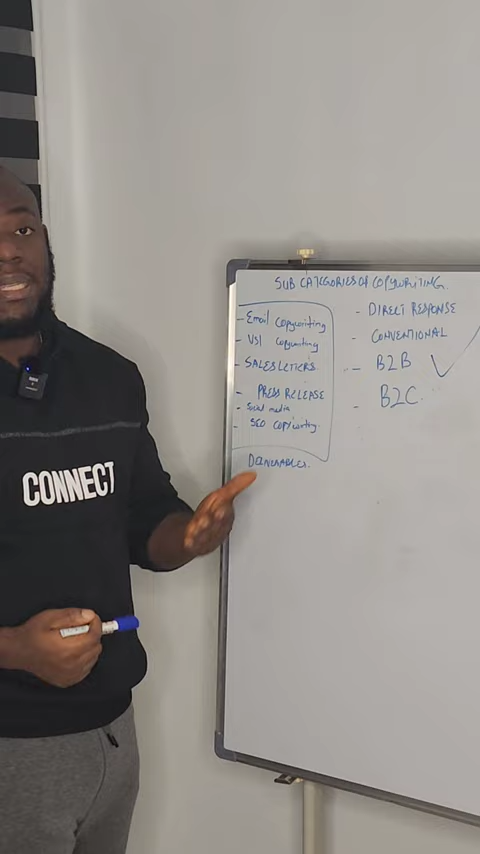 SUB CATEGORIES OF COPYWRITING.
- Email copywriting
- VSL copywriting
- SALES LETTERS
- PRESS RELEASE
- Social media
- SEO copywriting
- DIRECT RESPONSE
- CONVENTIONAL
- B2B
- B2C.
CONNECT